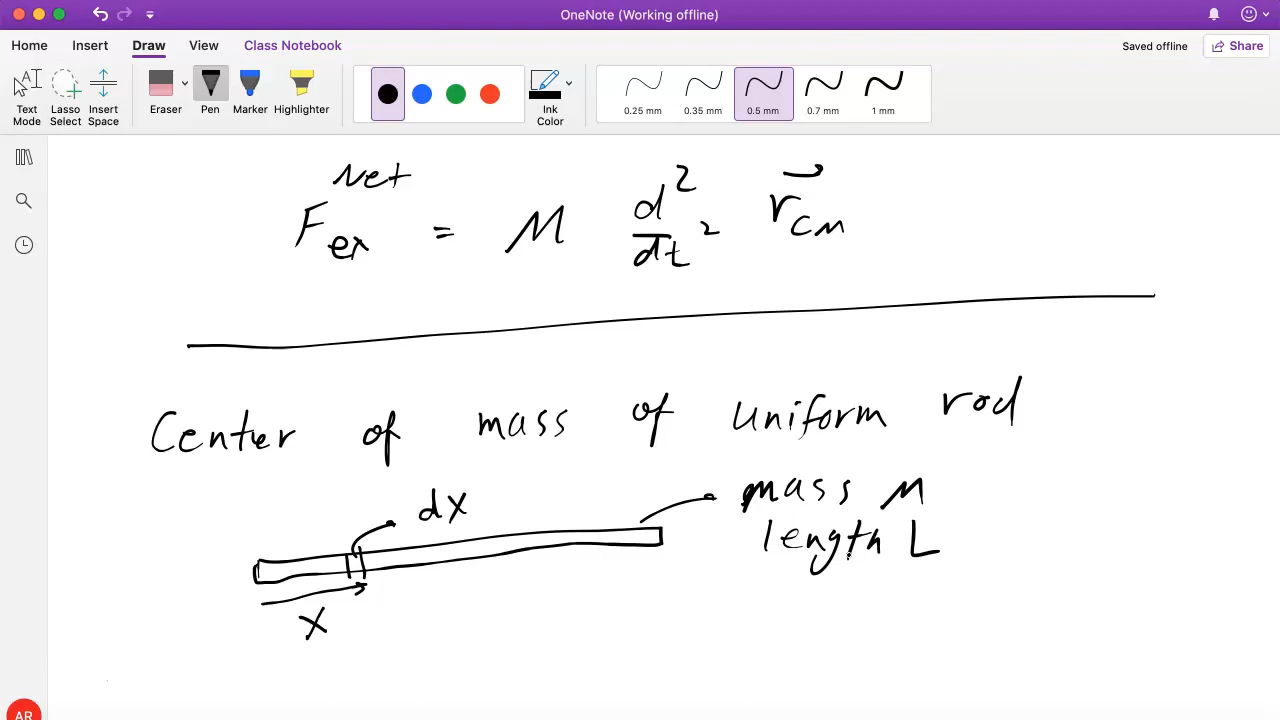 OneNote (Working offline)
Home Insert Draw View Class Notebook Saved offline Share
Text Mode Lasso Select Insert Space Eraser Pen Marker Highlighter Ink Color 0.25 mm 0.35 mm 0.5 mm 0.7 mm 1 mm
F_ex^Net = M d²/dt² r⃗_CM
Center of mass of uniform rod
dx
mass M
length L
x
AR